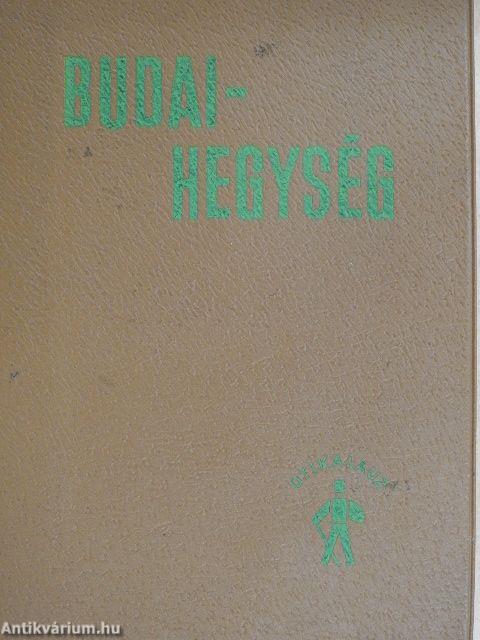 BUDAI-
HEGYSÉG
ÚTIKALAUZ
Antikvárium.hu